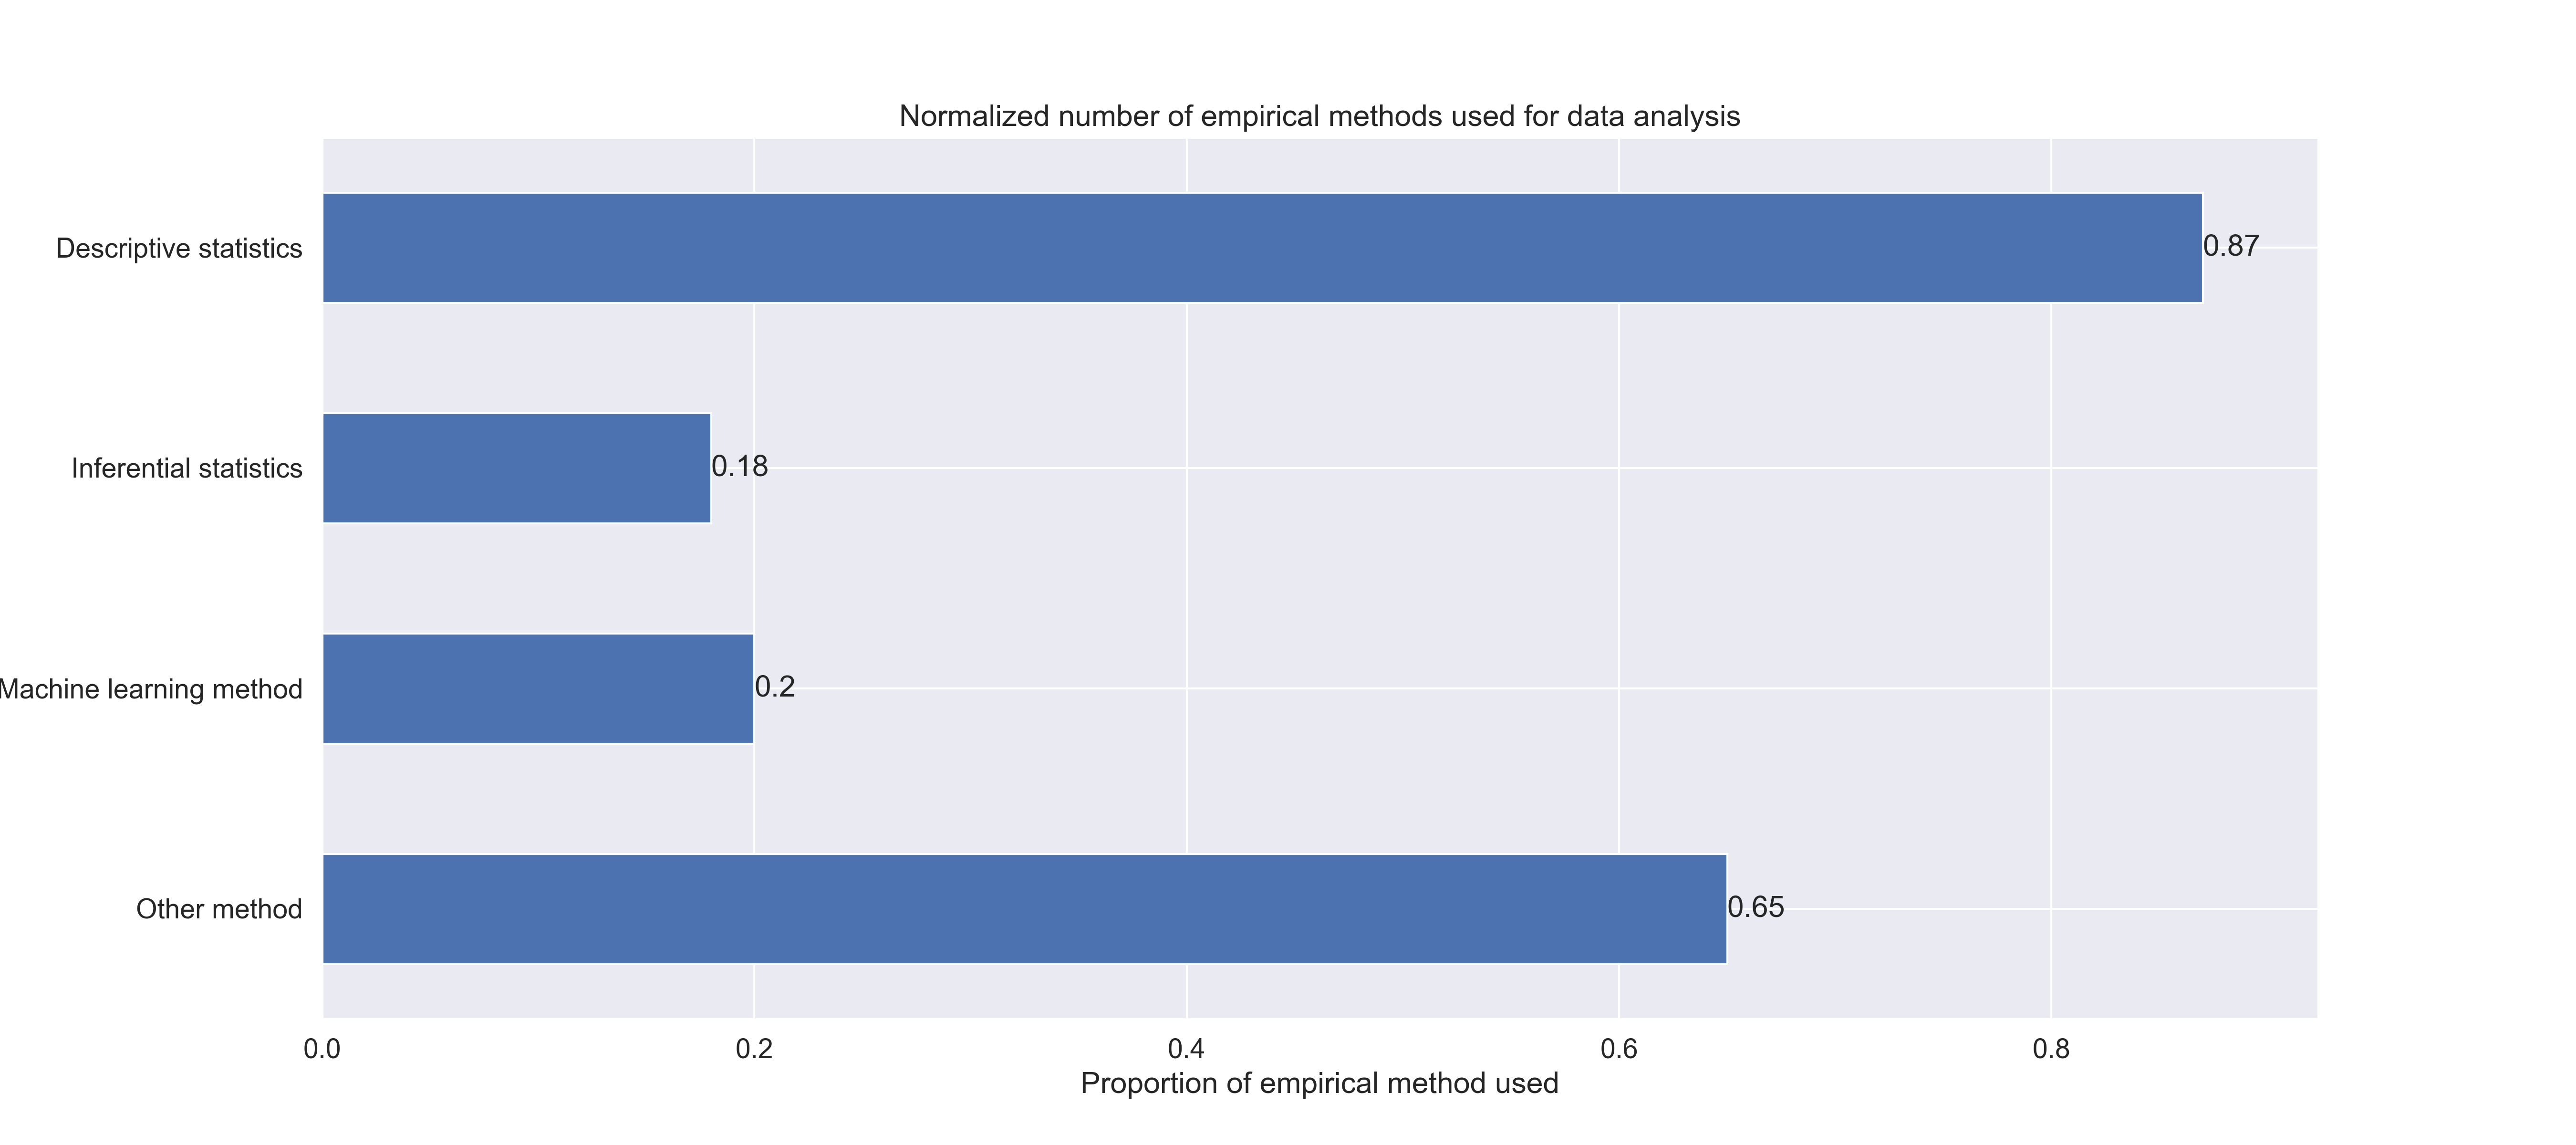 Normalized number of empirical methods used for data analysis
Descriptive statistics
0.87
Inferential statistics
0.18
Machine learning method
0.2
Other method
0.65
0.0
0.2
0.4
0.6
0.8
Proportion of empirical method used